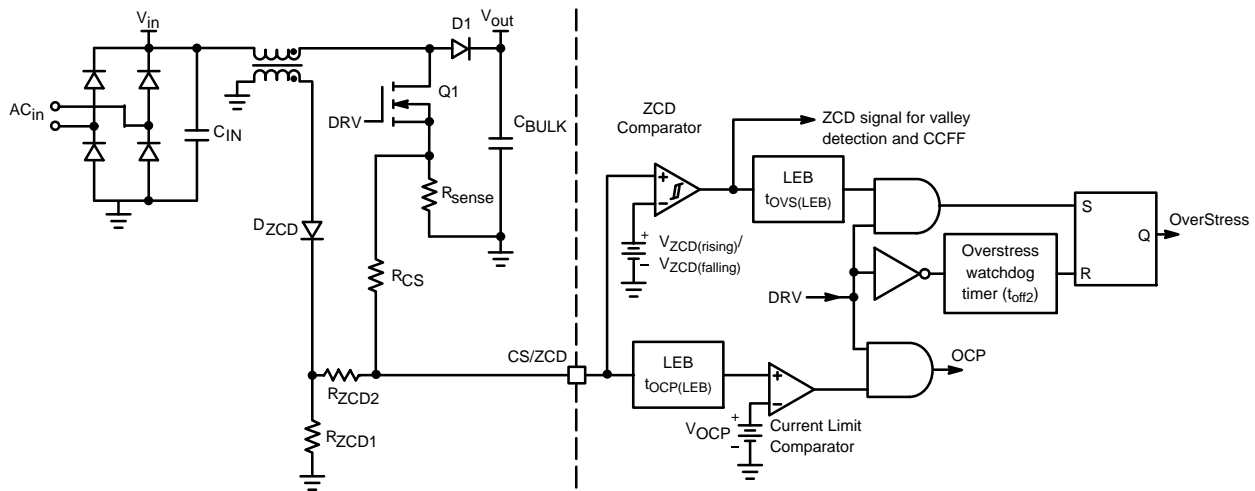 Vin
D1
Vout
ACin
CIN
Q1
DRV
CBULK
Rsense
DZCD
RCS
CS/ZCD
RZCD2
RZCD1
ZCD
Comparator
ZCD signal for valley
detection and CCFF
LEB
tOVS(LEB)
+
−
+
−
VZCD(rising)/
VZCD(falling)
S
Q
R
OverStress
Overstress
watchdog
timer (toff2)
DRV
LEB
tOCP(LEB)
+
−
OCP
VOCP
+
−
Current Limit
Comparator